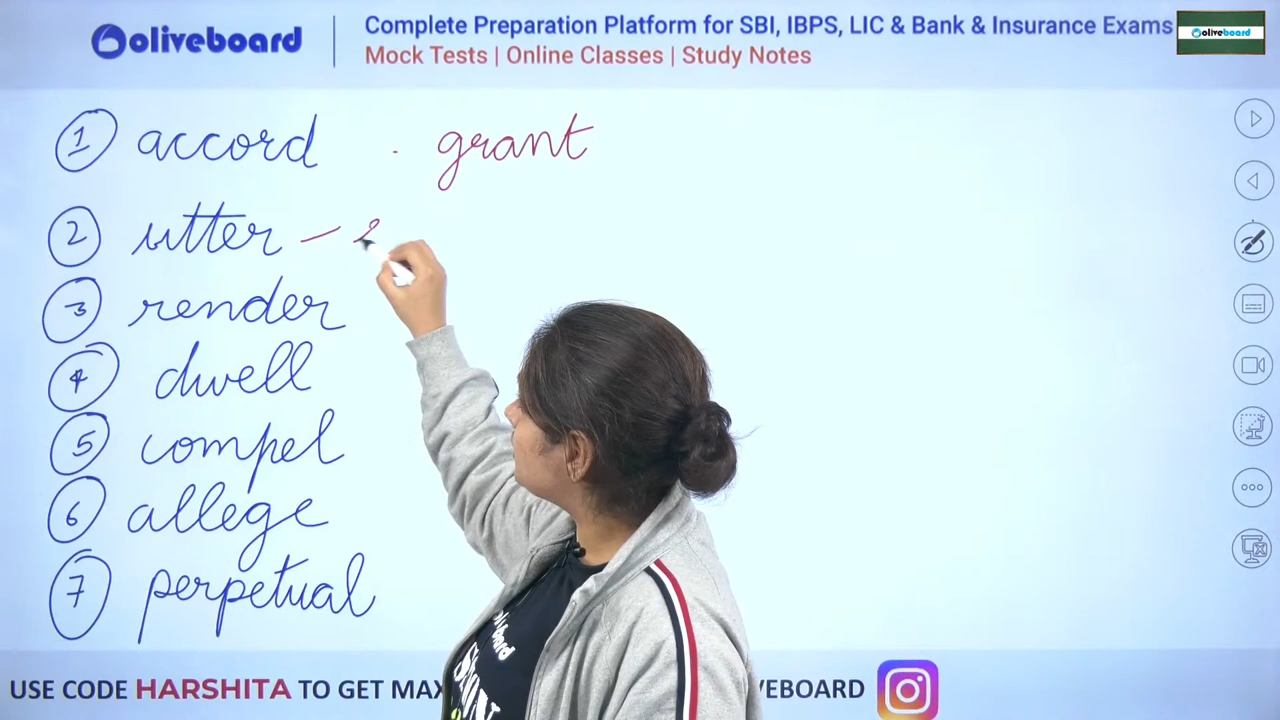 oliveboard
Complete Preparation Platform for SBI, IBPS, LIC & Bank & Insurance Exams
Mock Tests | Online Classes | Study Notes
oliveboard
1 accord . grant
2 utter –
3 render
4 dwell
5 compel
6 allege
7 perpetual
USE CODE HARSHITA TO GET MAX VEBOARD